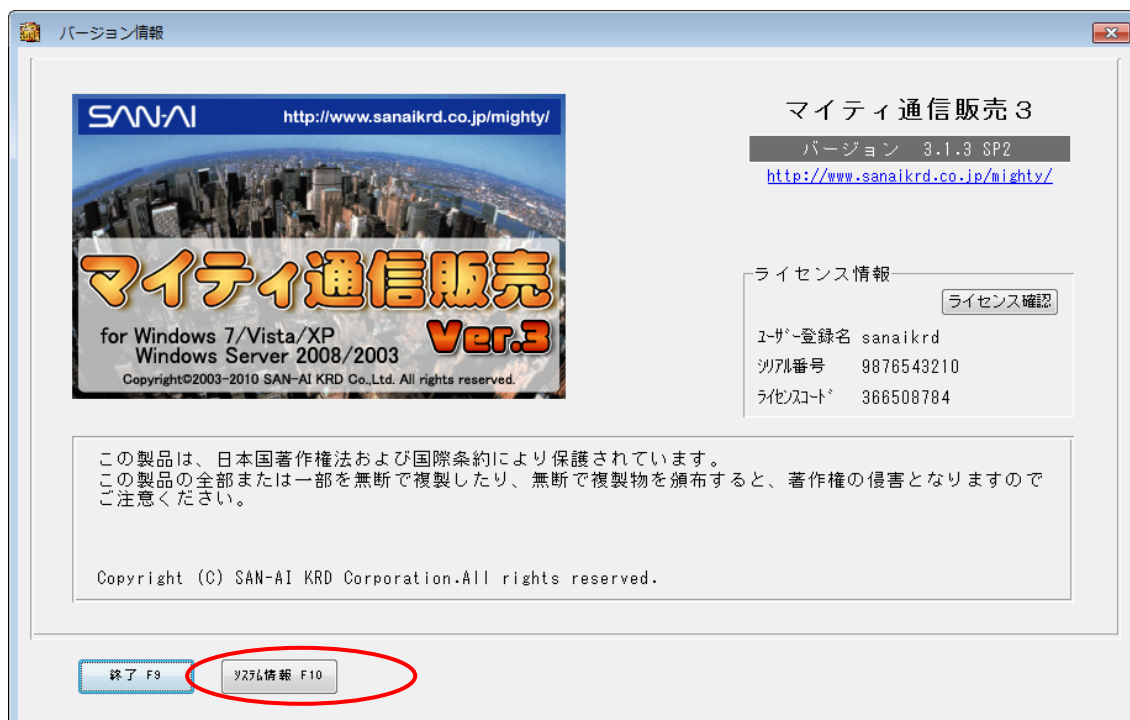 バージョン情報
SAN-AI http://www.sanaikrd.co.jp/mighty/
マイティ通信販売
for Windows 7/Vista/XP
Windows Server 2008/2003
Ver.3
Copyright©2003-2010 SAN-AI KRD Co.,Ltd. All rights reserved.
マイティ通信販売3
バージョン 3.1.3 SP2
http://www.sanaikrd.co.jp/mighty/
ライセンス情報
ライセンス確認
ﾕｰｻﾞｰ登録名 sanaikrd
ｼﾘｱﾙ番号 9876543210
ﾗｲｾﾝｽｺｰﾄﾞ 366508784
この製品は、日本国著作権法および国際条約により保護されています。
この製品の全部または一部を無断で複製したり、無断で複製物を頒布すると、著作権の侵害となりますので
ご注意ください。
Copyright (C) SAN-AI KRD Corporation.All rights reserved.
終了 F9
ｼｽﾃﾑ情報 F10